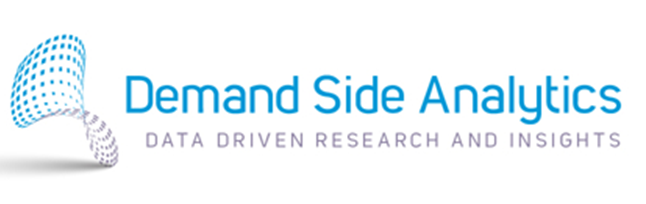 Demand Side Analytics
DATA DRIVEN RESEARCH AND INSIGHTS